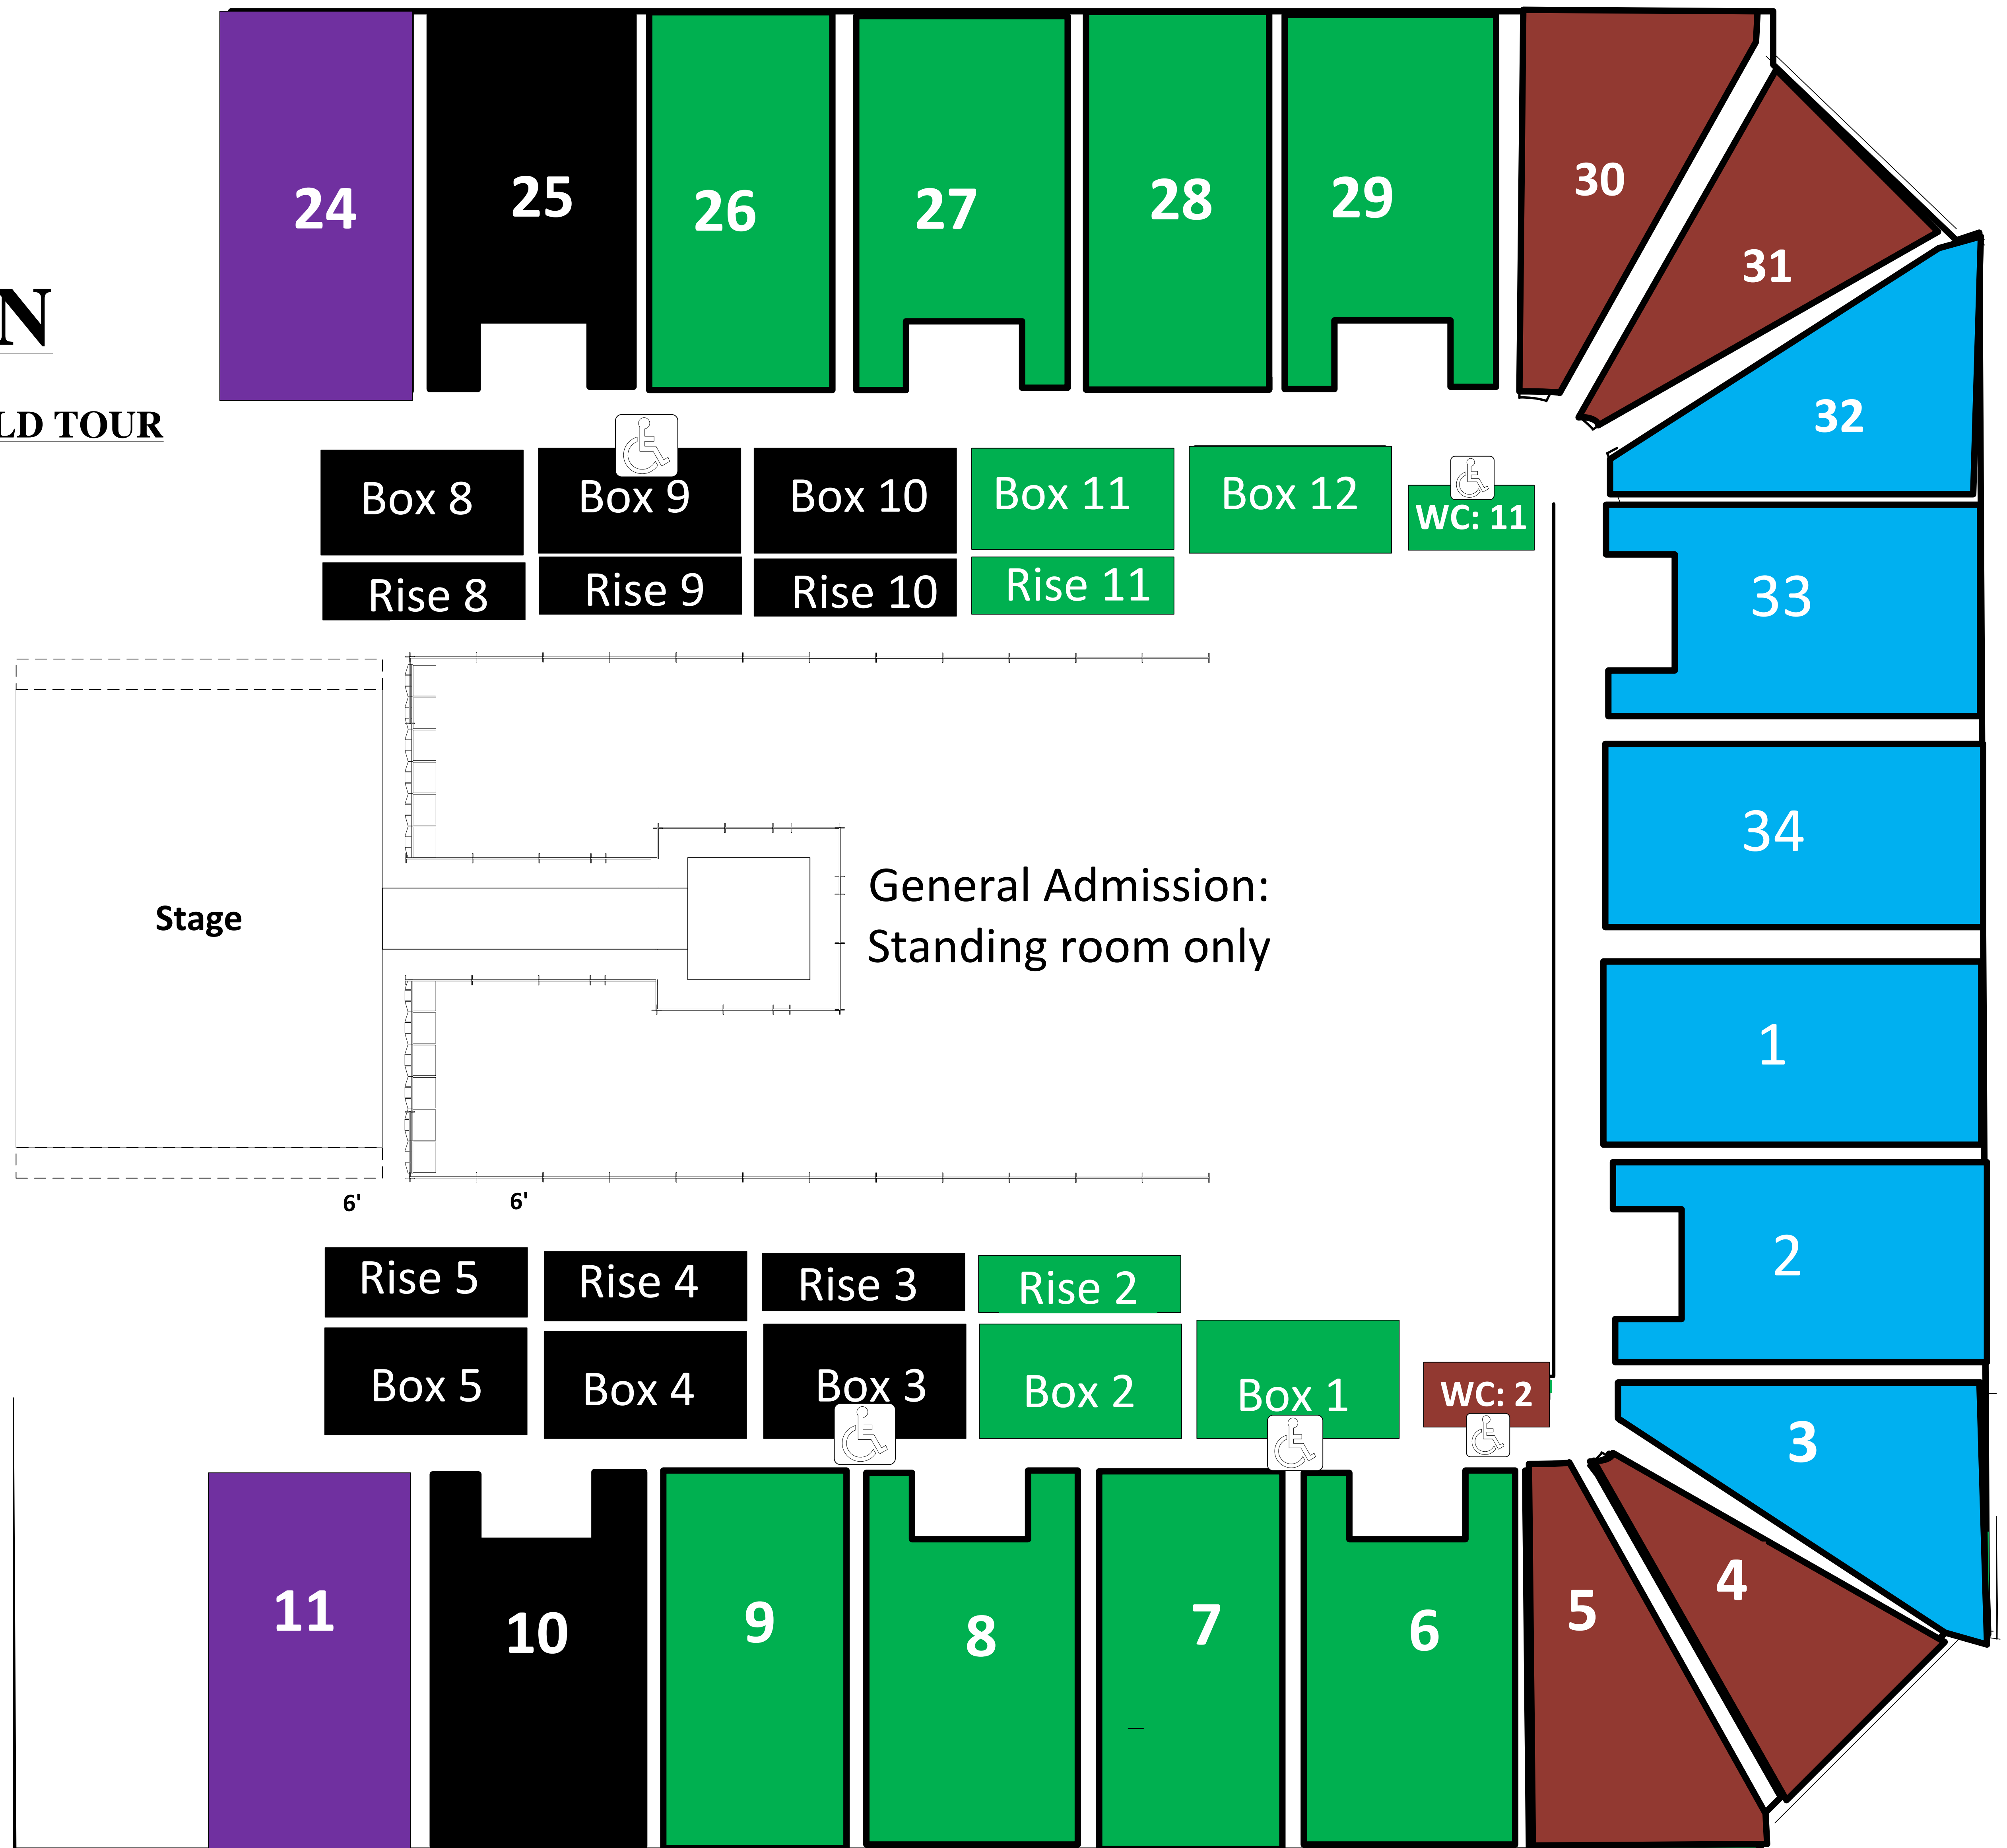 24
25
26
27
28
29
30
31
32
N
LD TOUR
Box 8
Box 9
Box 10
Box 11
Box 12
WC: 11
Rise 8
Rise 9
Rise 10
Rise 11
33
34
Stage
General Admission:
Standing room only
1
2
3
6'
6'
Rise 5
Rise 4
Rise 3
Rise 2
Box 5
Box 4
Box 3
Box 2
Box 1
WC: 2
11
10
9
8
7
6
5
4